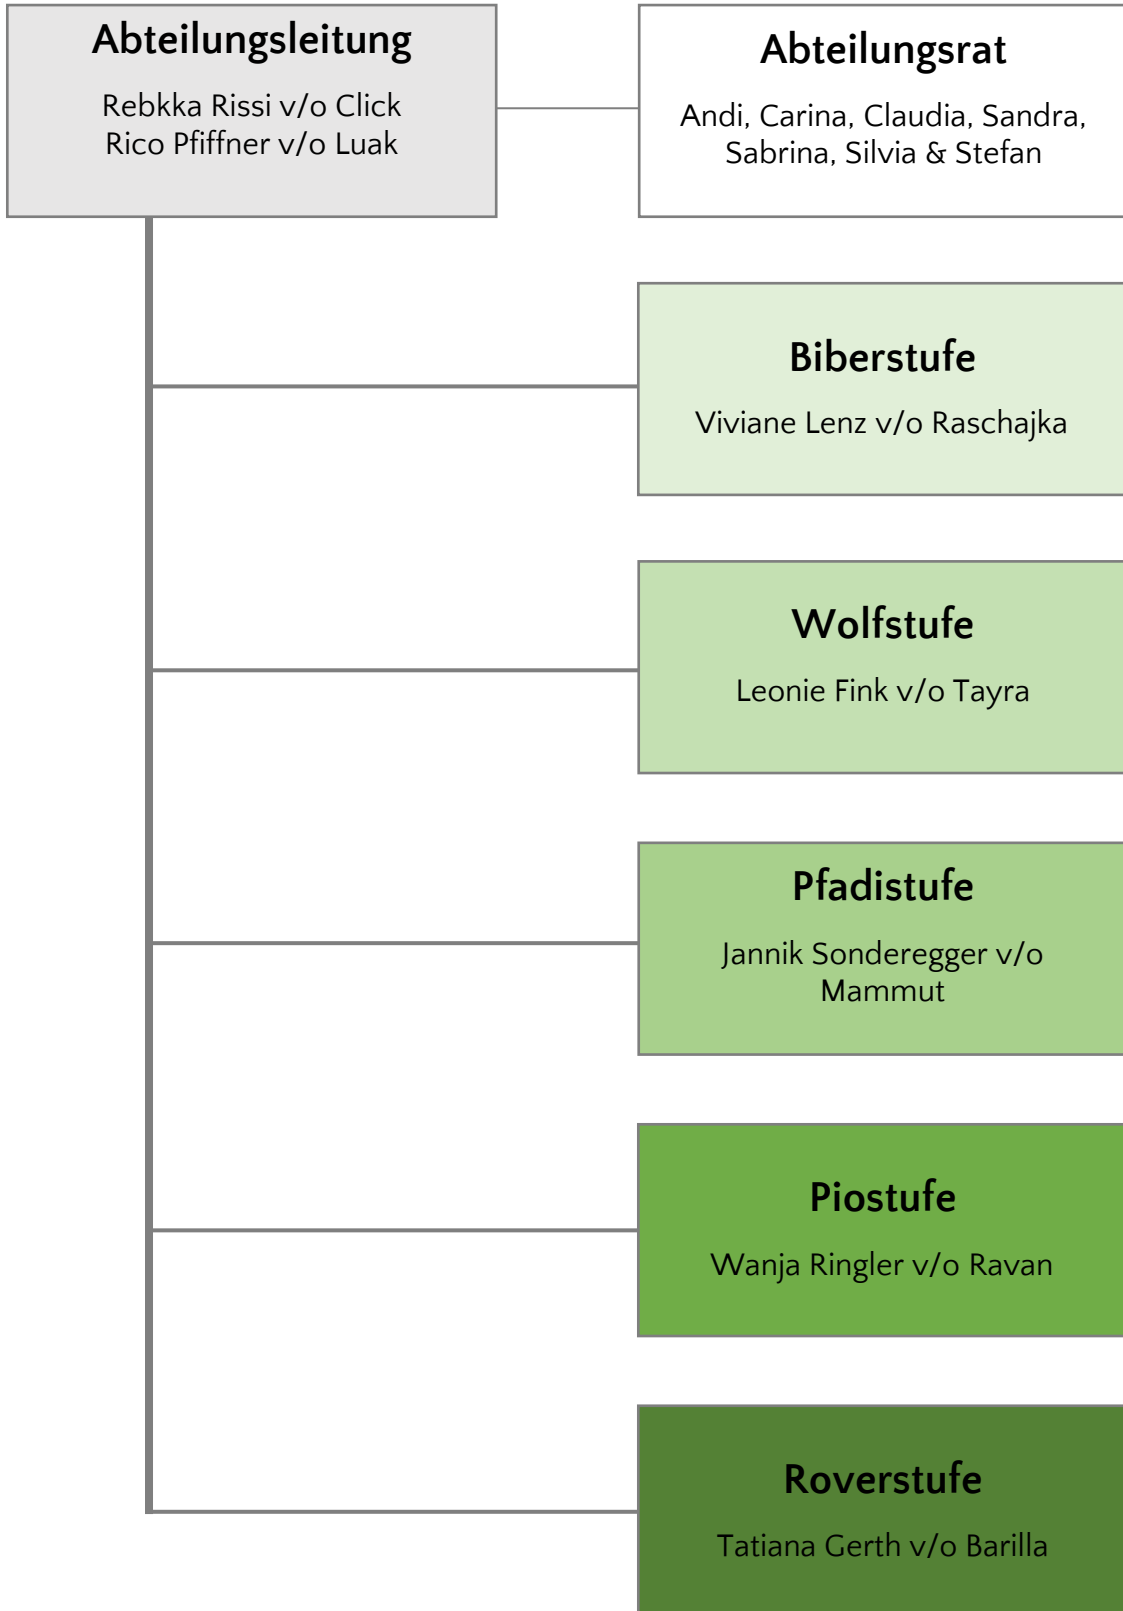 Abteilungsleitung
Rebkka Rissi v/o Click
Rico Pfiffner v/o Luak
Abteilungsrat
Andi, Carina, Claudia, Sandra,
Sabrina, Silvia & Stefan
Biberstufe
Viviane Lenz v/o Raschajka
Wolfstufe
Leonie Fink v/o Tayra
Pfadistufe
Jannik Sonderegger v/o
Mammut
Piostufe
Wanja Ringler v/o Ravan
Roverstufe
Tatiana Gerth v/o Barilla